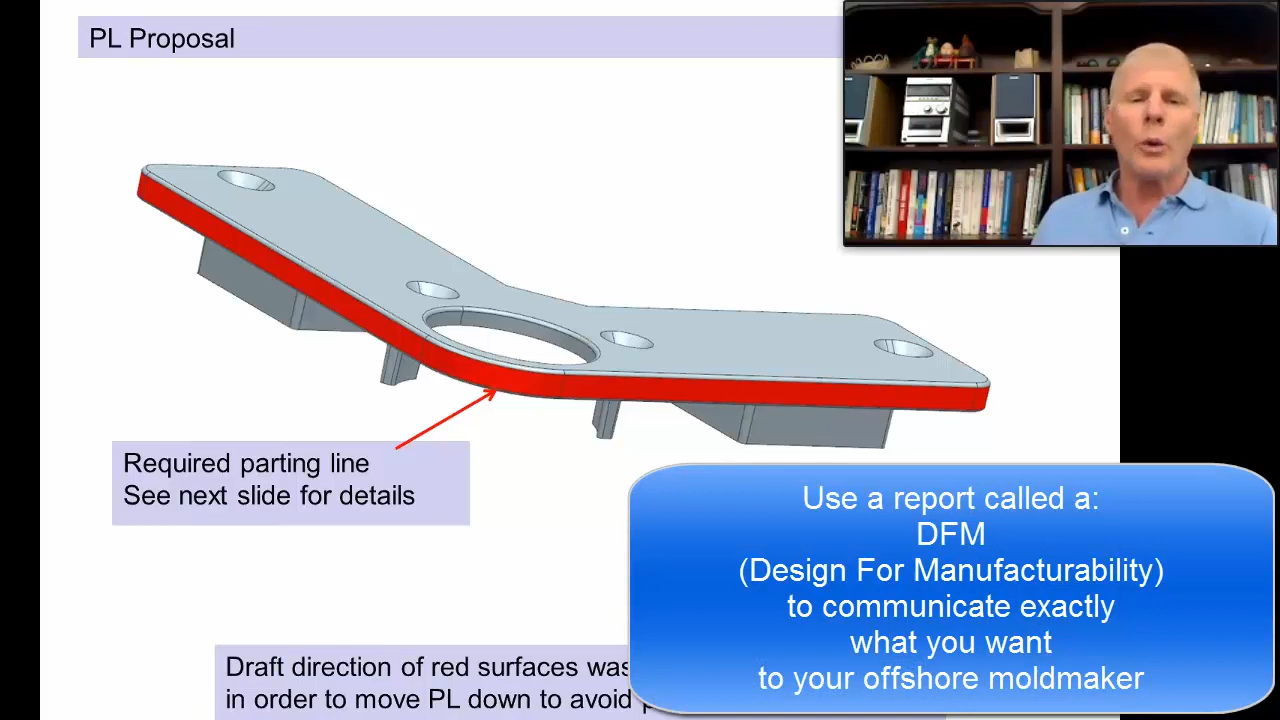 PL Proposal
Required parting line
See next slide for details
Draft direction of red surfaces was
in order to move PL down to avoid
Use a report called a:
DFM
(Design For Manufacturability)
to communicate exactly
what you want
to your offshore moldmaker